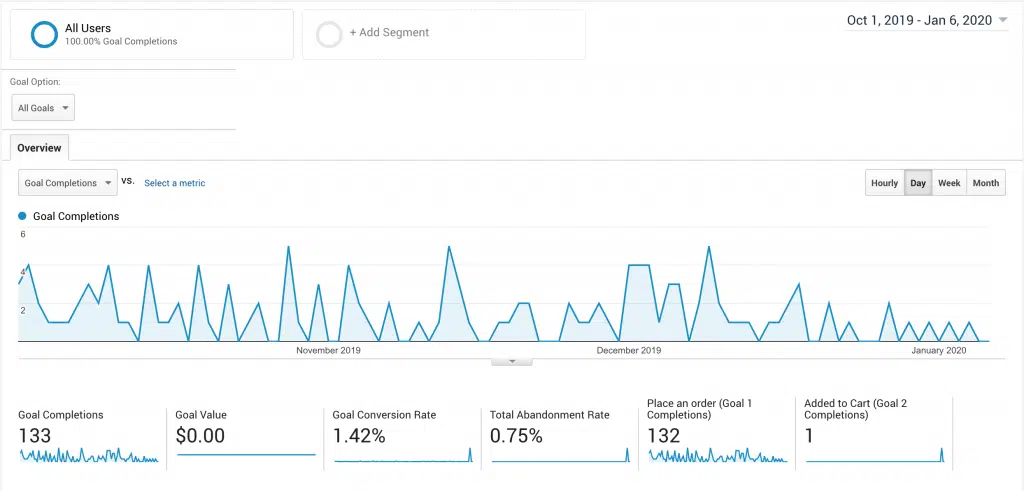 All Users
100.00% Goal Completions
+ Add Segment
Oct 1, 2019 - Jan 6, 2020
Goal Option:
All Goals
Overview
Goal Completions
vs.
Select a metric
Hourly
Day
Week
Month
Goal Completions
6
4
2
November 2019
December 2019
January 2020
Goal Completions
133
Goal Value
$0.00
Goal Conversion Rate
1.42%
Total Abandonment Rate
0.75%
Place an order (Goal 1
Completions)
132
Added to Cart (Goal 2
Completions)
1